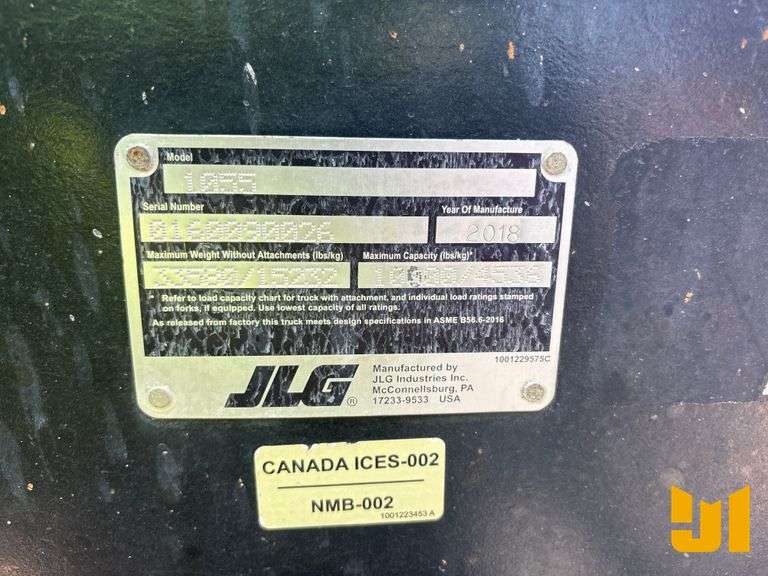 Model
1055
Serial Number
Year Of Manufacture
0160090026
2018
Maximum Weight Without Attachments (lbs/kg)
Maximum Capacity (lbs/kg)*
* Refer to load capacity chart for truck with attachment, and individual load ratings stamped
on forks, if equipped. Use lowest capacity of all ratings.
As released from factory this truck meets design specifications in ASME B56.6-2016
1001229575C
JLG®
Manufactured by
JLG Industries Inc.
McConnellsburg, PA
17233-9533 USA
CANADA ICES-002
NMB-002
1001223453 A